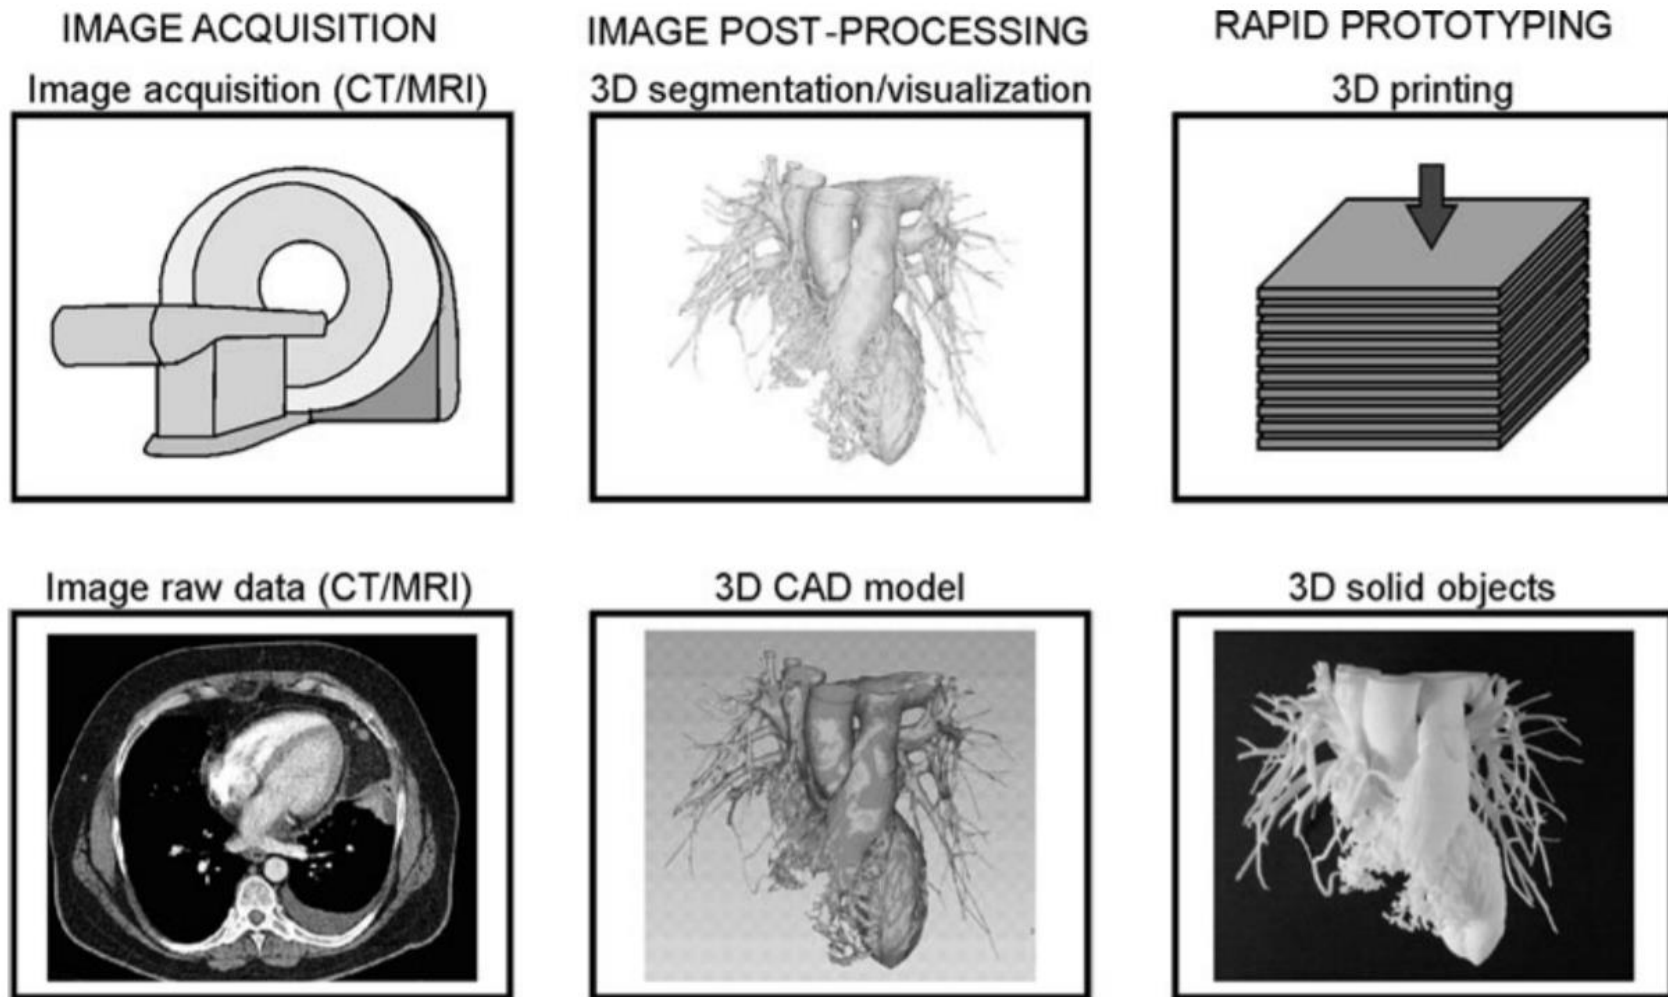 IMAGE ACQUISITION
Image acquisition (CT/MRI)
IMAGE POST-PROCESSING
3D segmentation/visualization
RAPID PROTOTYPING
3D printing
Image raw data (CT/MRI)
3D CAD model
3D solid objects